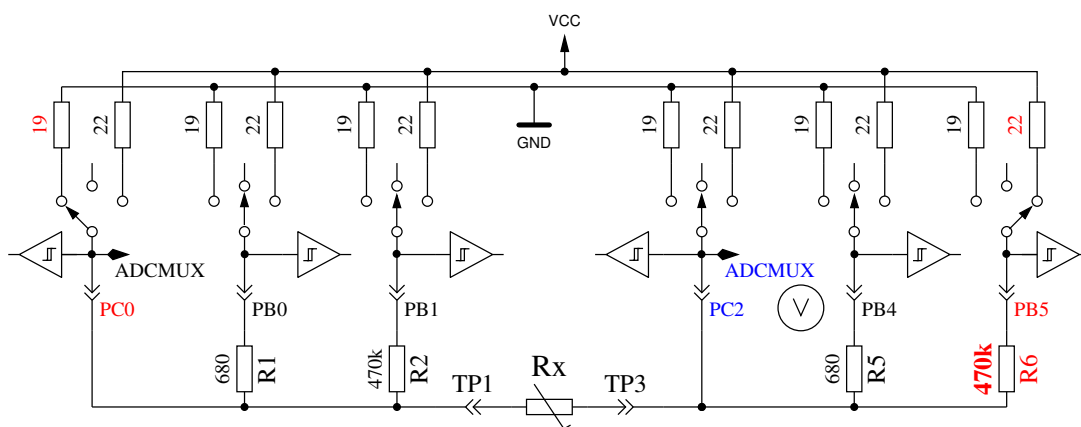 VCC
19
22
19
22
19
22
GND
19
22
19
22
19
22
ADCMUX
ADCMUX
PC0
PB0
PB1
PC2
V
PB4
PB5
680
R1
470k
R2
TP1
Rx
TP3
680
R5
470k
R6